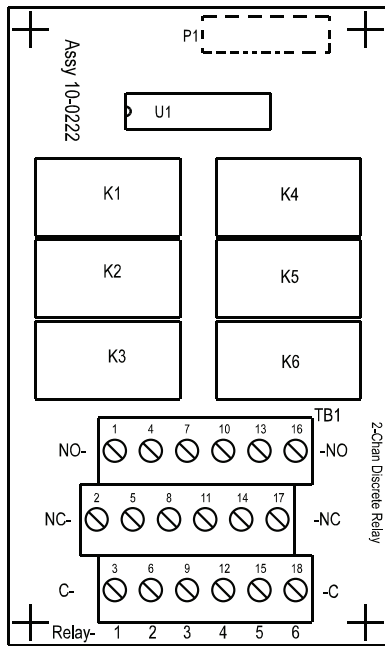 P1
Assy 10-0222
U1
K1 K4
K2 K5
K3 K6
TB1
1 4 7 10 13 16
NO- -NO
2 5 8 11 14 17
NC- -NC
3 6 9 12 15 18
C- -C
Relay- 1 2 3 4 5 6
2-Chan Discrete Relay